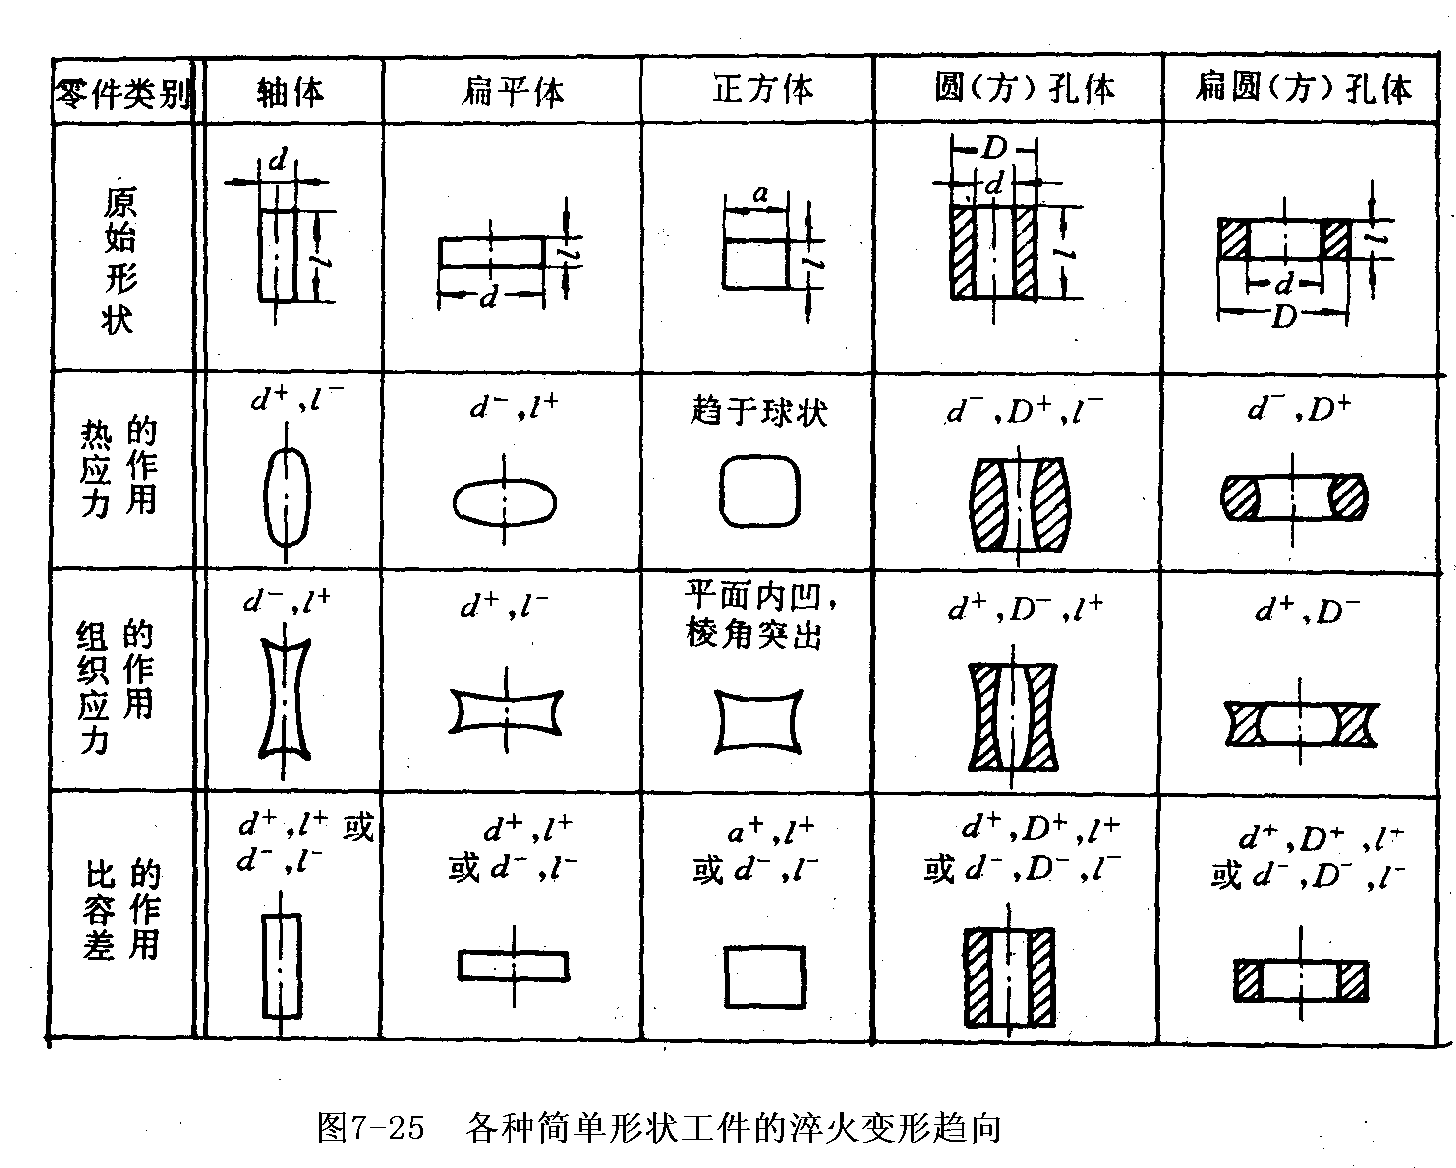 零件类别 轴体 扁平体 正方体 圆(方)孔体 扁圆(方)孔体
原始形状
d
l
l
d
a
l
D
d
l
l
d
D
热应力的作用
d⁺,l⁻
d⁻,l⁺
趋于球状
d⁻,D⁺,l⁻
d⁻,D⁺
组织应力的作用
d⁻,l⁺
d⁺,l⁻
平面内凹,
棱角突出
d⁺,D⁻,l⁺
d⁺,D⁻
比容差的作用
d⁺,l⁺或
d⁻,l⁻
d⁺,l⁺
或d⁻,l⁻
a⁺,l⁺
或d⁻,l⁻
d⁺,D⁺,l⁺
或d⁻,D⁻,l⁻
d⁺,D⁺,l⁺
或d⁻,D⁻,l⁻
图7-25 各种简单形状工件的淬火变形趋向